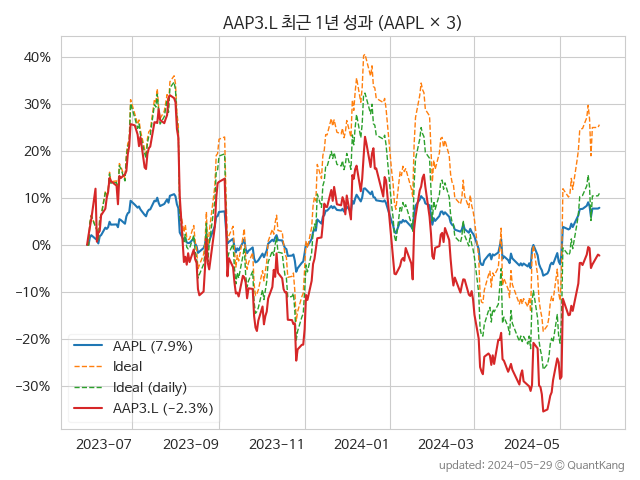 AAP3.L 최근 1년 성과 (AAPL × 3)
40%
30%
20%
10%
0%
−10%
−20%
−30%
AAPL (7.9%)
Ideal
Ideal (daily)
AAP3.L (−2.3%)
2023−07
2023−09
2023−11
2024−01
2024−03
2024−05
updated: 2024−05−29 © QuantKang